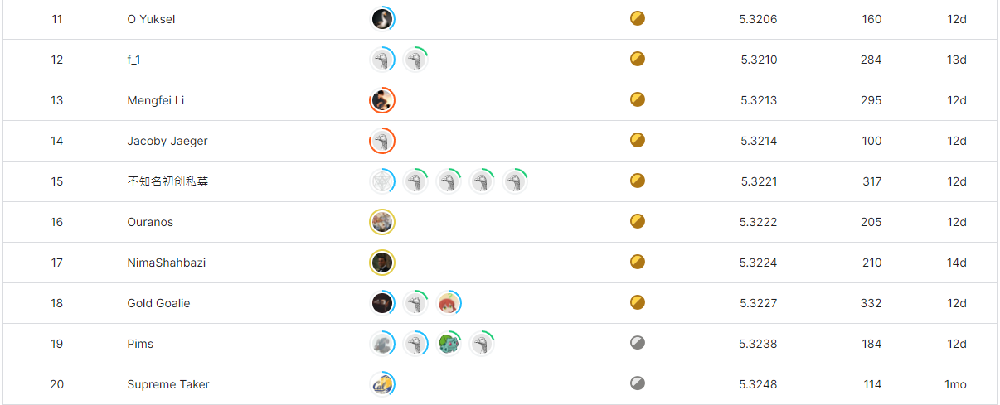 11 O Yuksel 5.3206 160 12d
12 f_1 5.3210 284 13d
13 Mengfei Li 5.3213 295 12d
14 Jacoby Jaeger 5.3214 100 12d
15 不知名初创私募 5.3221 317 12d
16 Ouranos 5.3222 205 12d
17 NimaShahbazi 5.3224 210 14d
18 Gold Goalie 5.3227 332 12d
19 Pims 5.3238 184 12d
20 Supreme Taker 5.3248 114 1mo